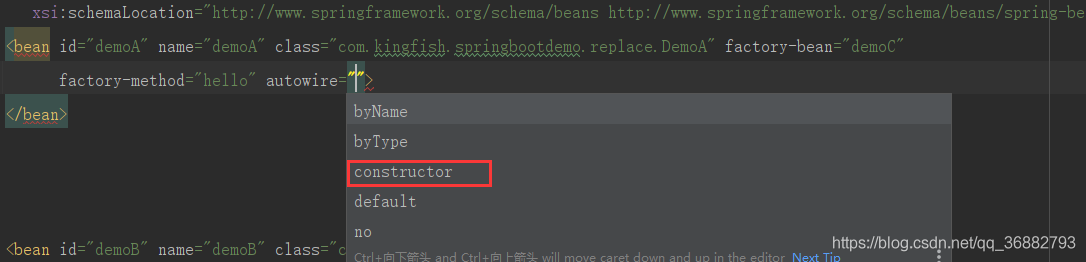 xsi:schemaLocation="http://www.springframework.org/schema/beans http://www.springframework.org/schema/beans/spring-be
<bean id="demoA" name="demoA" class="com.kingfish.springbootdemo.replace.DemoA" factory-bean="demoC"
factory-method="hello" autowire="">
</bean>
byName
byType
constructor
default
no
<bean id="demoB" name="demoB" class="c
https://blog.csdn.net/qq_36882793
Ctrl+向下箭头 and Ctrl+向上箭头 will move caret down and up in the editor Next Tip